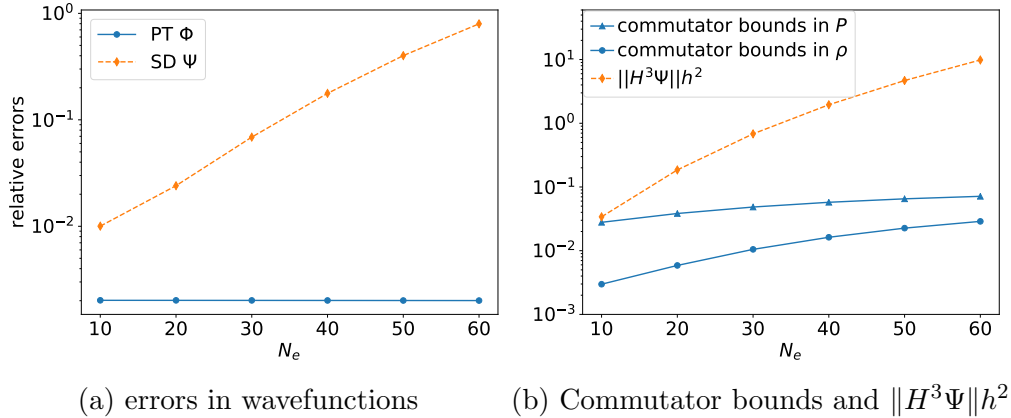 10⁰
10⁻¹
10⁻²
relative errors
PT Φ
SD Ψ
10 20 30 40 50 60
Nₑ
(a) errors in wavefunctions
10¹
10⁰
10⁻¹
10⁻²
10⁻³
commutator bounds in P
commutator bounds in ρ
||H³Ψ||h²
10 20 30 40 50 60
Nₑ
(b) Commutator bounds and ∥H³Ψ∥h²